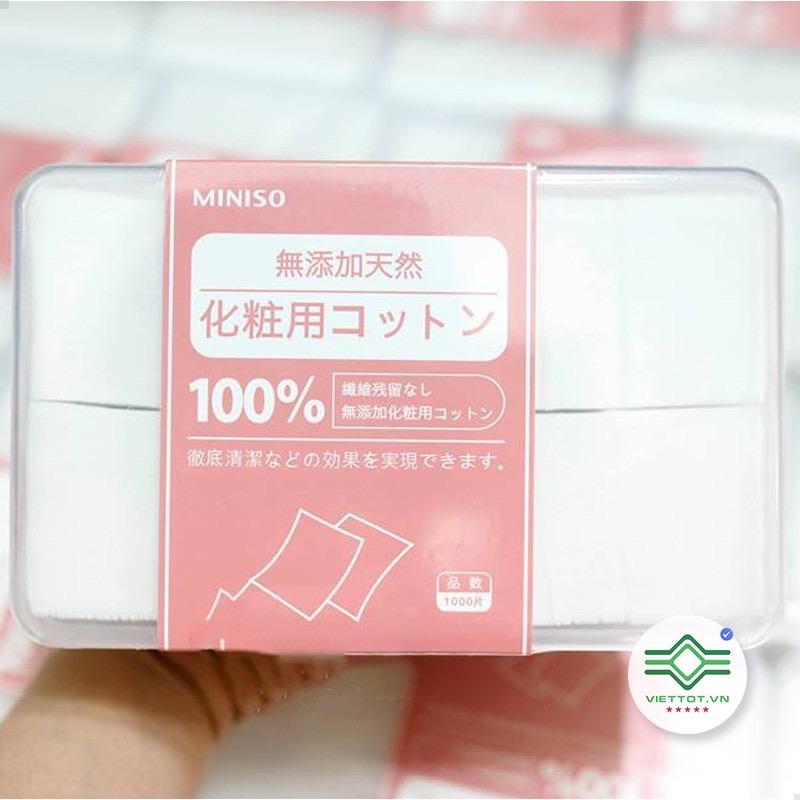 MINISO
無添加天然
化粧用コットン
100%
繊維残留なし
無添加化粧用コットン
徹底清潔などの効果を実現できます。
品数
1000片
VIETTOT.VN